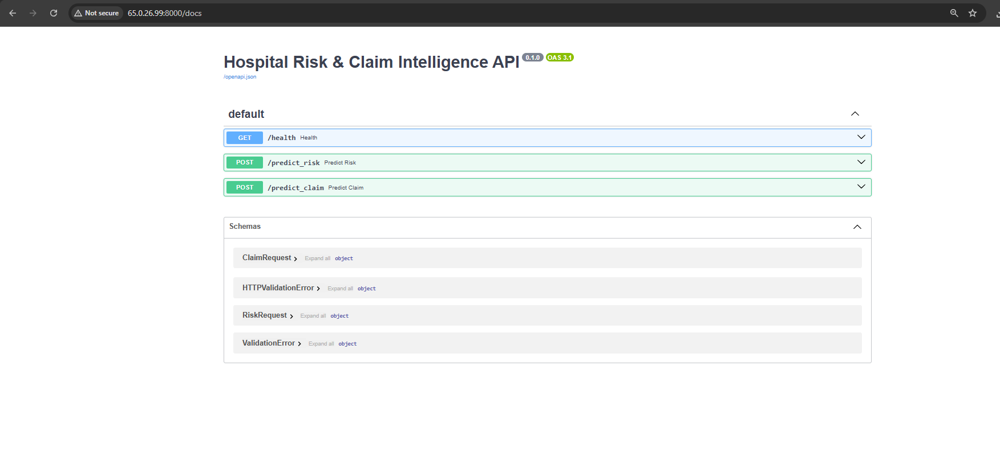 Not secure 65.0.26.99:8000/docs
Hospital Risk & Claim Intelligence API 0.1.0 OAS 3.1
/openapi.json
default
GET /health Health
POST /predict_risk Predict Risk
POST /predict_claim Predict Claim
Schemas
ClaimRequest Expand all object
HTTPValidationError Expand all object
RiskRequest Expand all object
ValidationError Expand all object